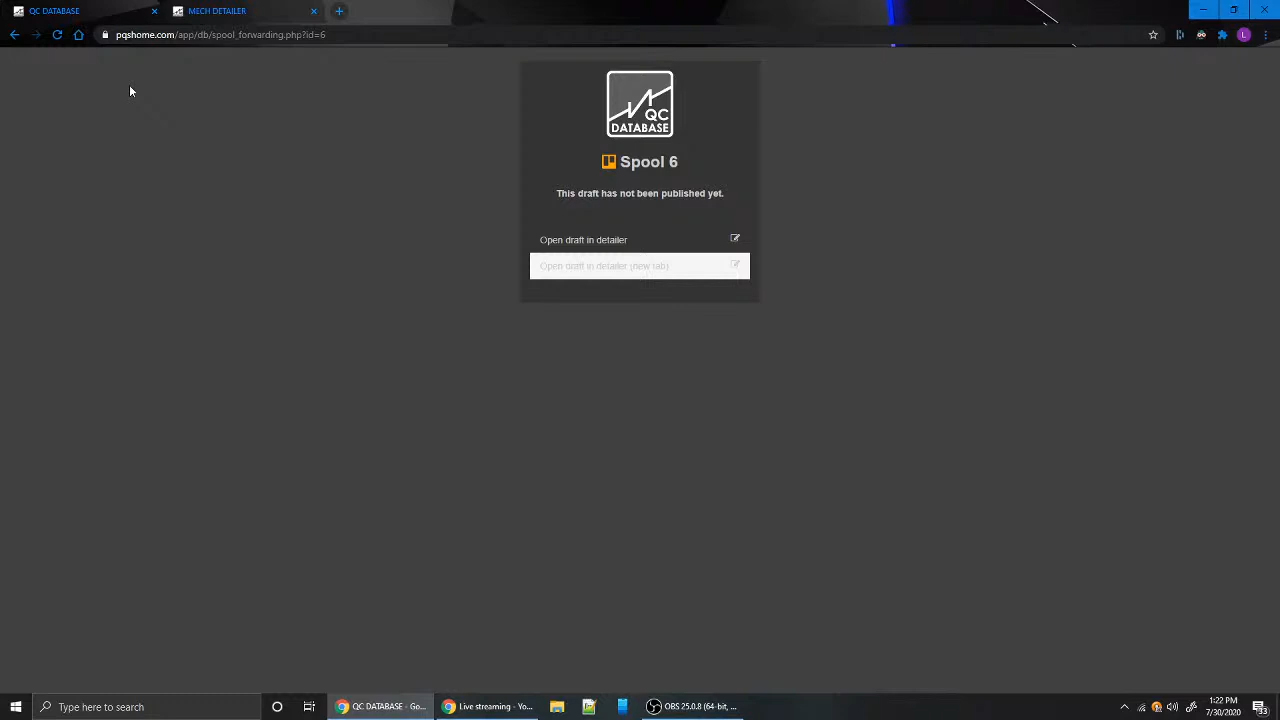 QC DATABASE
MECH DETAILER
pqshome.com/app/db/spool_forwarding.php?id=6
L
QC
DATABASE
Spool 6
This draft has not been published yet.
Open draft in detailer
Open draft in detailer (new tab)
Type here to search
QC DATABASE - Go...
Live streaming - Yo...
OBS 25.0.8 (64-bit, ...
1:22 PM
7/30/2020